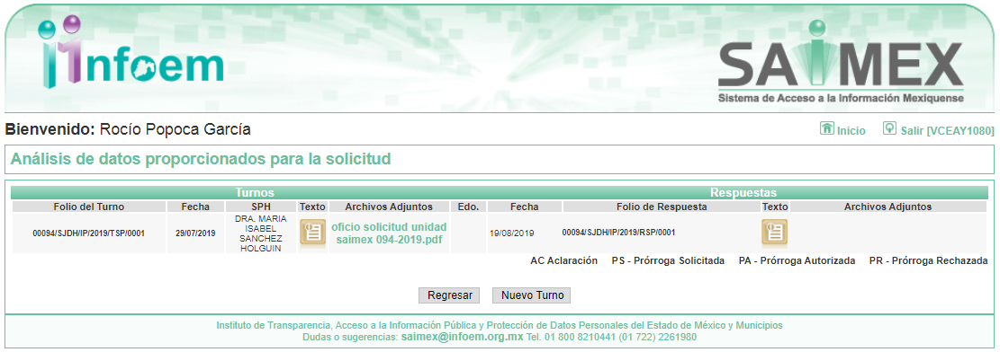 infoem
SAIMEX
Sistema de Acceso a la Información Mexiquense
Bienvenido: Rocío Popoca García
Inicio Salir [VCEAY1080]
Análisis de datos proporcionados para la solicitud
Turnos Respuestas
Folio del Turno Fecha SPH Texto Archivos Adjuntos Edo. Fecha Folio de Respuesta Texto Archivos Adjuntos
00094/SJDH/IP/2019/TSP/0001 29/07/2019 DRA. MARIA ISABEL SANCHEZ HOLGUIN oficio solicitud unidad saimex 094-2019.pdf 19/08/2019 00094/SJDH/IP/2019/RSP/0001
AC Aclaración PS - Prórroga Solicitada PA - Prórroga Autorizada PR - Prórroga Rechazada
Regresar Nuevo Turno
Instituto de Transparencia, Acceso a la Información Pública y Protección de Datos Personales del Estado de México y Municipios
Dudas o sugerencias: saimex@infoem.org.mx Tel. 01 800 8210441 (01 722) 2261980